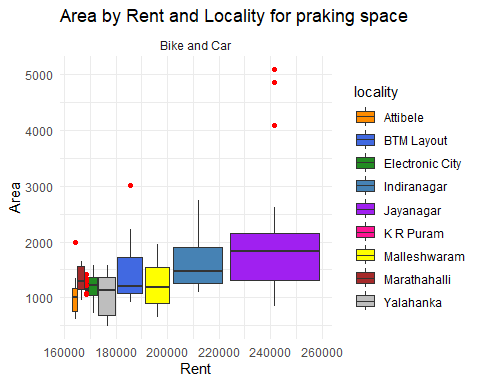 Area by Rent and Locality for praking space
Bike and Car
5000
4000
3000
2000
1000
Area
160000 180000 200000 220000 240000 260000
Rent
locality
Attibele
BTM Layout
Electronic City
Indiranagar
Jayanagar
K R Puram
Malleshwaram
Marathahalli
Yalahanka